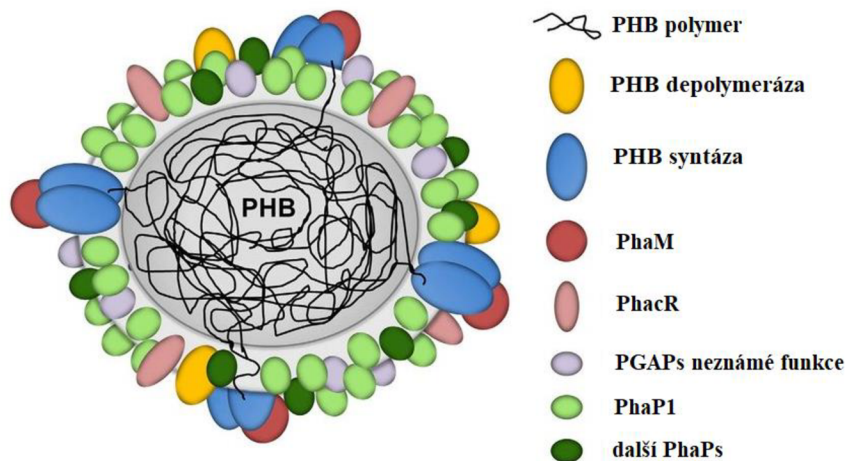 PHB
PHB polymer
PHB depolymeráza
PHB syntáza
PhaM
PhacR
PGAPs neznámé funkce
PhaP1
další PhaPs